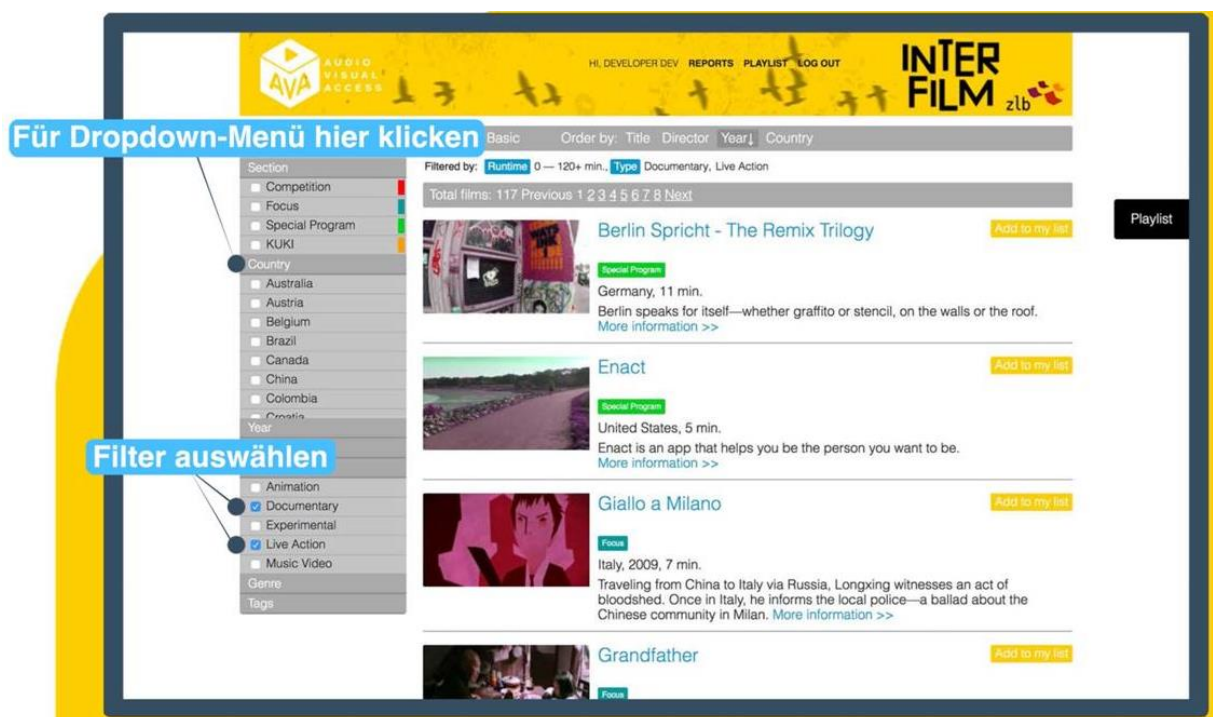 AVA
AUDIO
VISUAL
ACCESS
HI, DEVELOPER DEV REPORTS PLAYLIST LOG OUT
INTER
FILM
zlb
Für Dropdown-Menü hier klicken
Basic Order by: Title Director Year↓ Country
Filtered by: Runtime 0 — 120+ min., Type Documentary, Live Action
Total films: 117 Previous 1 2 3 4 5 6 7 8 Next
Section
Competition
Focus
Special Program
KUKI
Country
Australia
Austria
Belgium
Brazil
Canada
China
Colombia
Croatia
Year
Filter auswählen
Animation
Documentary
Experimental
Live Action
Music Video
Genre
Tags
Playlist
Berlin Spricht - The Remix Trilogy
Add to my list
Special Program
Germany, 11 min.
Berlin speaks for itself—whether graffito or stencil, on the walls or the roof.
More information >>
Enact
Add to my list
Special Program
United States, 5 min.
Enact is an app that helps you be the person you want to be.
More information >>
Giallo a Milano
Add to my list
Focus
Italy, 2009, 7 min.
Traveling from China to Italy via Russia, Longxing witnesses an act of
bloodshed. Once in Italy, he informs the local police—a ballad about the
Chinese community in Milan. More information >>
Grandfather
Add to my list
Focus